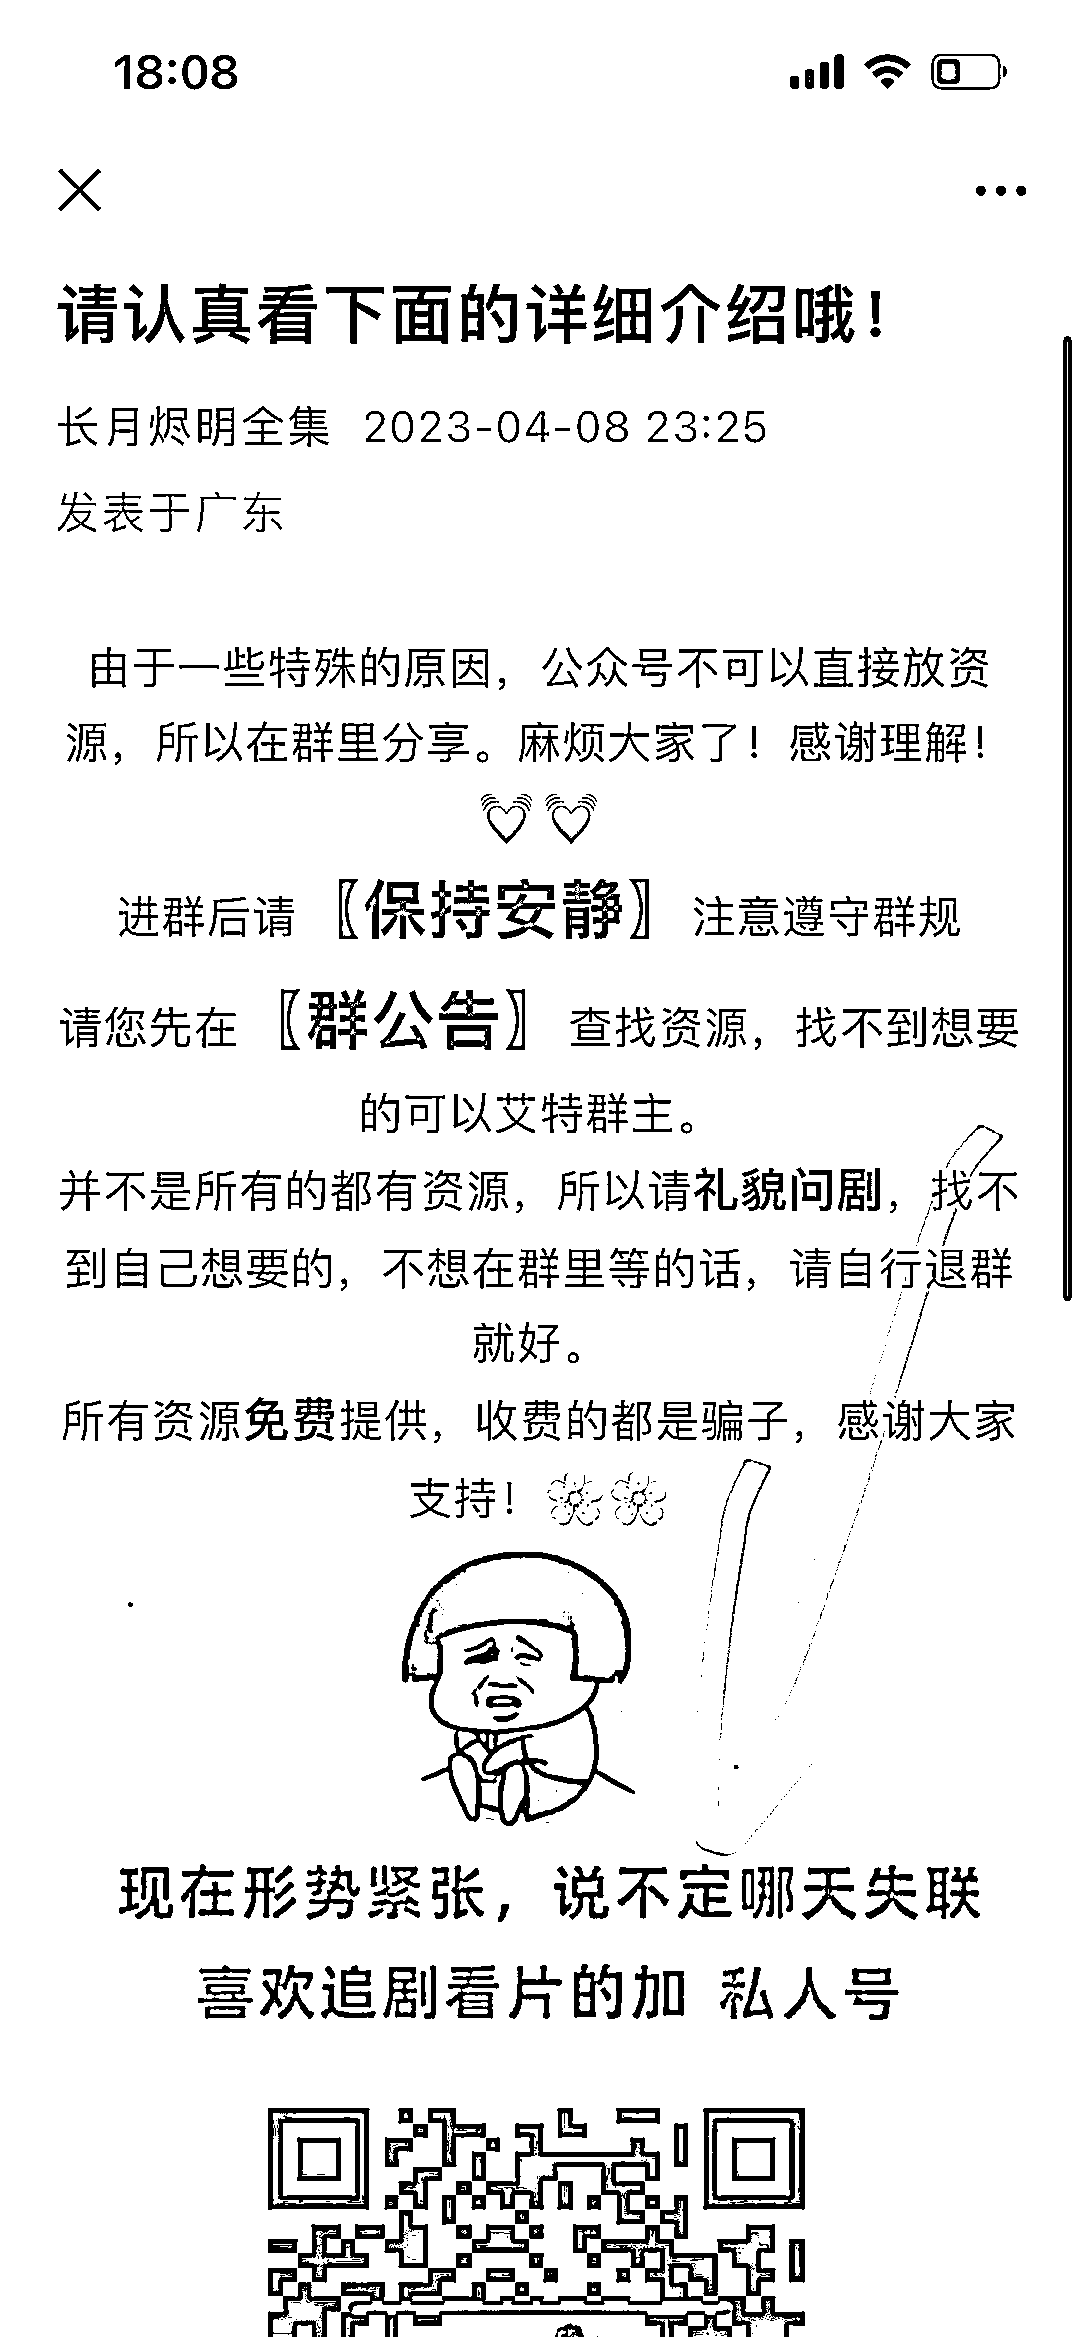 18:08
请认真看下面的详细介绍哦！
长月烬明全集 2023-04-08 23:25
发表于广东
由于一些特殊的原因，公众号不可以直接放资
源，所以在群里分享。麻烦大家了！感谢理解！
💓💓
进群后请〖保持安静〗注意遵守群规
请您先在〖群公告〗查找资源，找不到想要
的可以艾特群主。
并不是所有的都有资源，所以请礼貌问剧，找不
到自己想要的，不想在群里等的话，请自行退群
就好。
所有资源免费提供，收费的都是骗子，感谢大家
支持！🌸🌸
现在形势紧张，说不定哪天失联
喜欢追剧看片的加 私人号